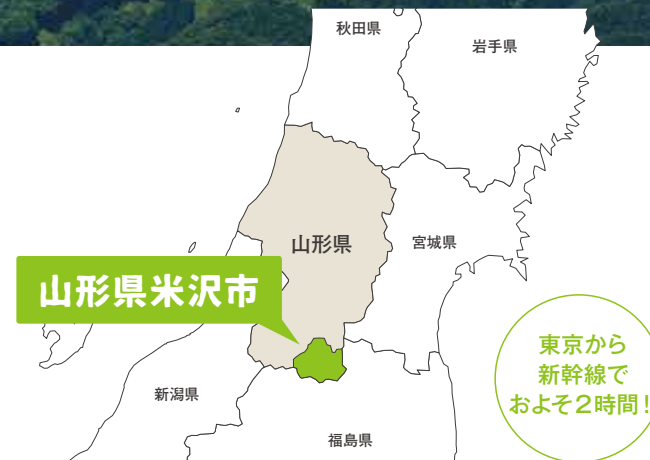 秋田県
岩手県
山形県
宮城県
山形県米沢市
東京から
新幹線で
およそ2時間!
新潟県
福島県